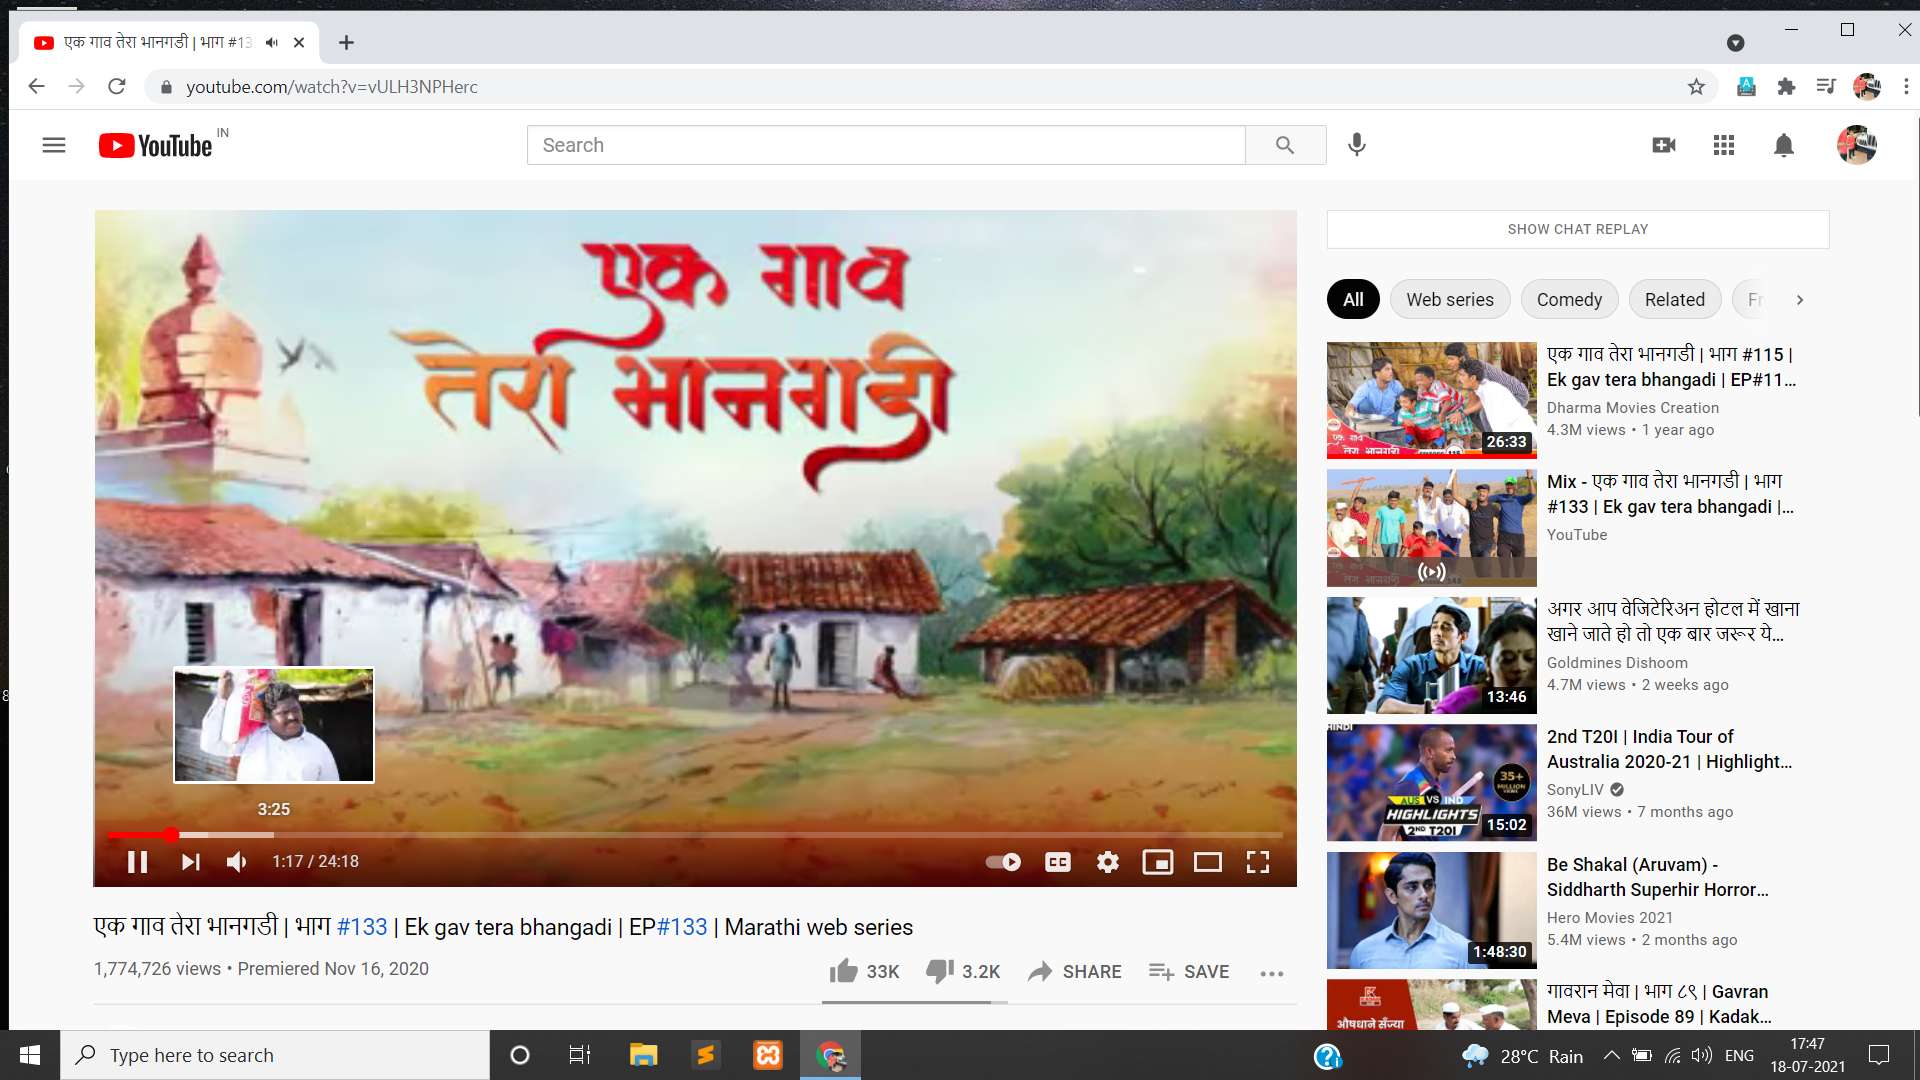 एक गाव तेरा भानगडी | भाग #13
youtube.com/watch?v=vULH3NPHerc
YouTube IN
Search
एक गाव
तेरा भानगडी
3:25
1:17 / 24:18
CC
एक गाव तेरा भानगडी | भाग #133 | Ek gav tera bhangadi | EP#133 | Marathi web series
1,774,726 views • Premiered Nov 16, 2020
33K 3.2K SHARE SAVE
SHOW CHAT REPLAY
All Web series Comedy Related
एक गाव तेरा भानगडी | भाग #115 |
Ek gav tera bhangadi | EP#11...
Dharma Movies Creation
4.3M views • 1 year ago
एक गाव
तेरा भानगडी
26:33
Mix - एक गाव तेरा भानगडी | भाग
#133 | Ek gav tera bhangadi |...
YouTube
अगर आप वेजिटेरिअन होटल में खाना
खाने जाते हो तो एक बार जरूर ये...
Goldmines Dishoom
4.7M views • 2 weeks ago
13:46
2nd T20I | India Tour of
Australia 2020-21 | Highlight...
SonyLIV
36M views • 7 months ago
HINDI
35+
MILLION
VIEWS
AUS VS IND
HIGHLIGHTS
2ND T20I
15:02
Be Shakal (Aruvam) -
Siddharth Superhir Horror...
Hero Movies 2021
5.4M views • 2 months ago
1:48:30
गावरान मेवा | भाग ८९ | Gavran
Meva | Episode 89 | Kadak...
औषधाने सँज्या
Type here to search
28°C Rain
ENG
17:47
18-07-2021